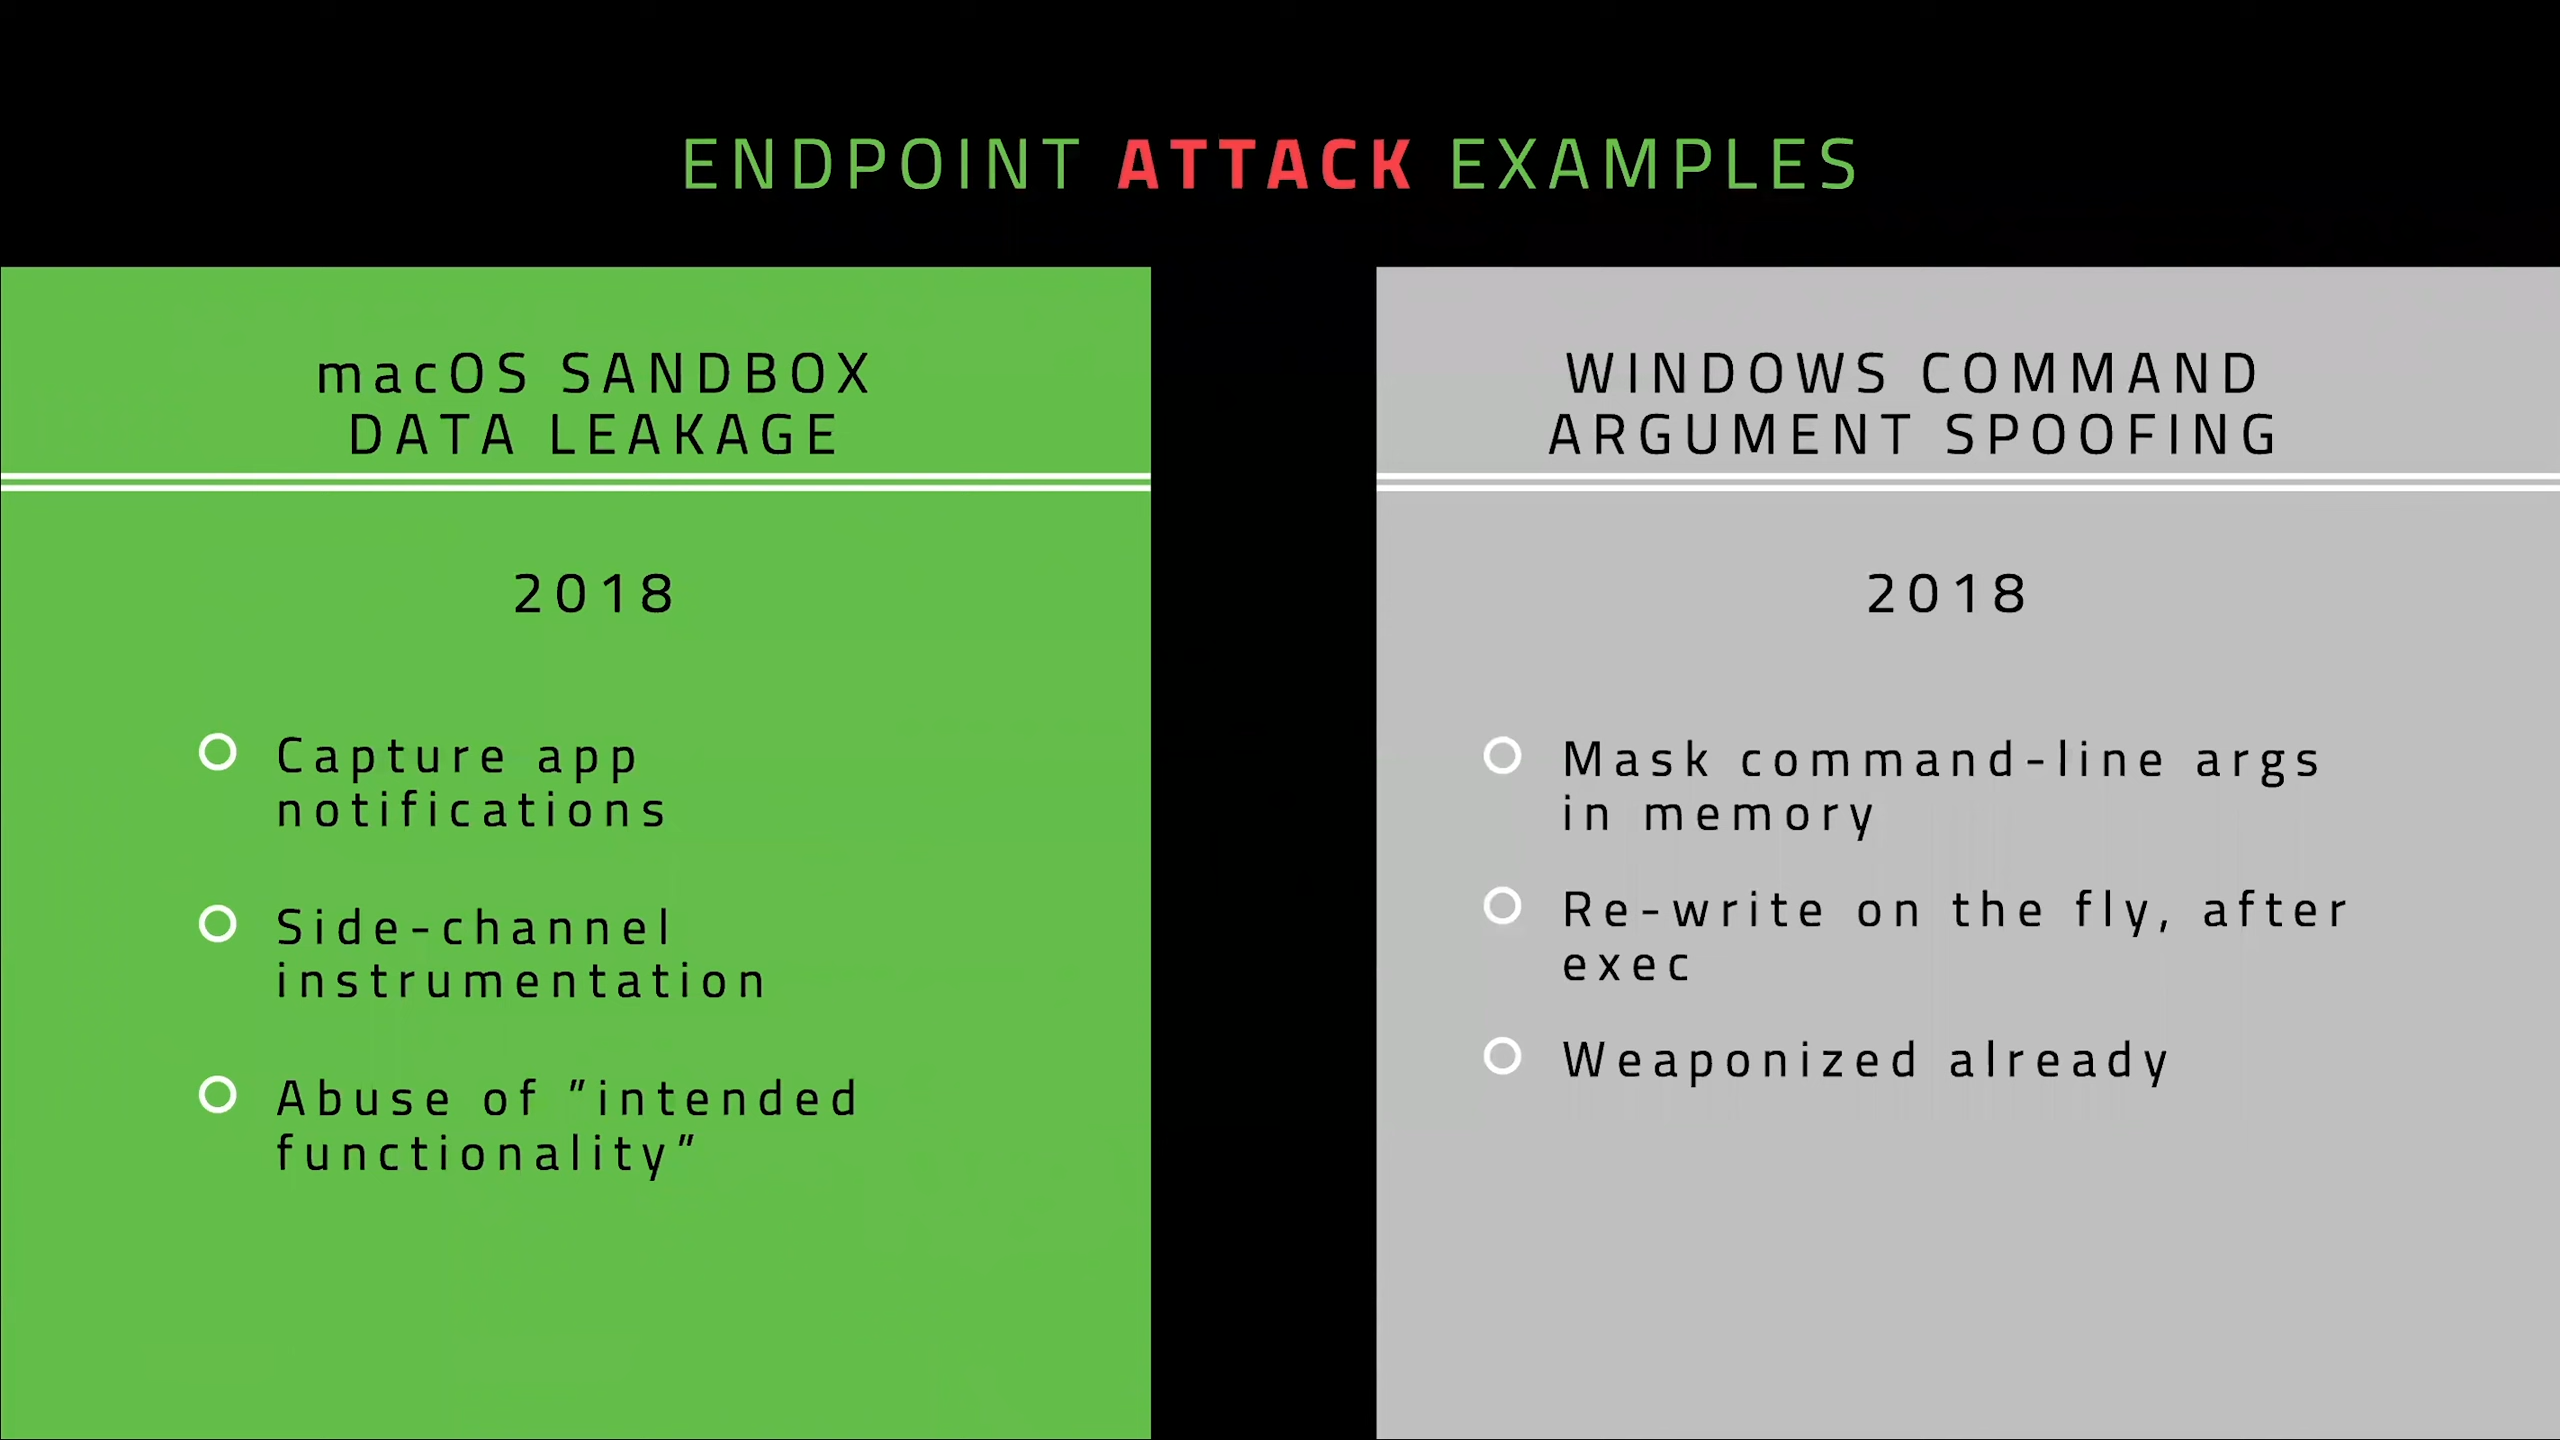 ENDPOINT ATTACK EXAMPLES
macOS SANDBOX
DATA LEAKAGE
2018
Capture app
notifications
Side-channel
instrumentation
Abuse of "intended
functionality"
WINDOWS COMMAND
ARGUMENT SPOOFING
2018
Mask command-line args
in memory
Re-write on the fly, after
exec
Weaponized already